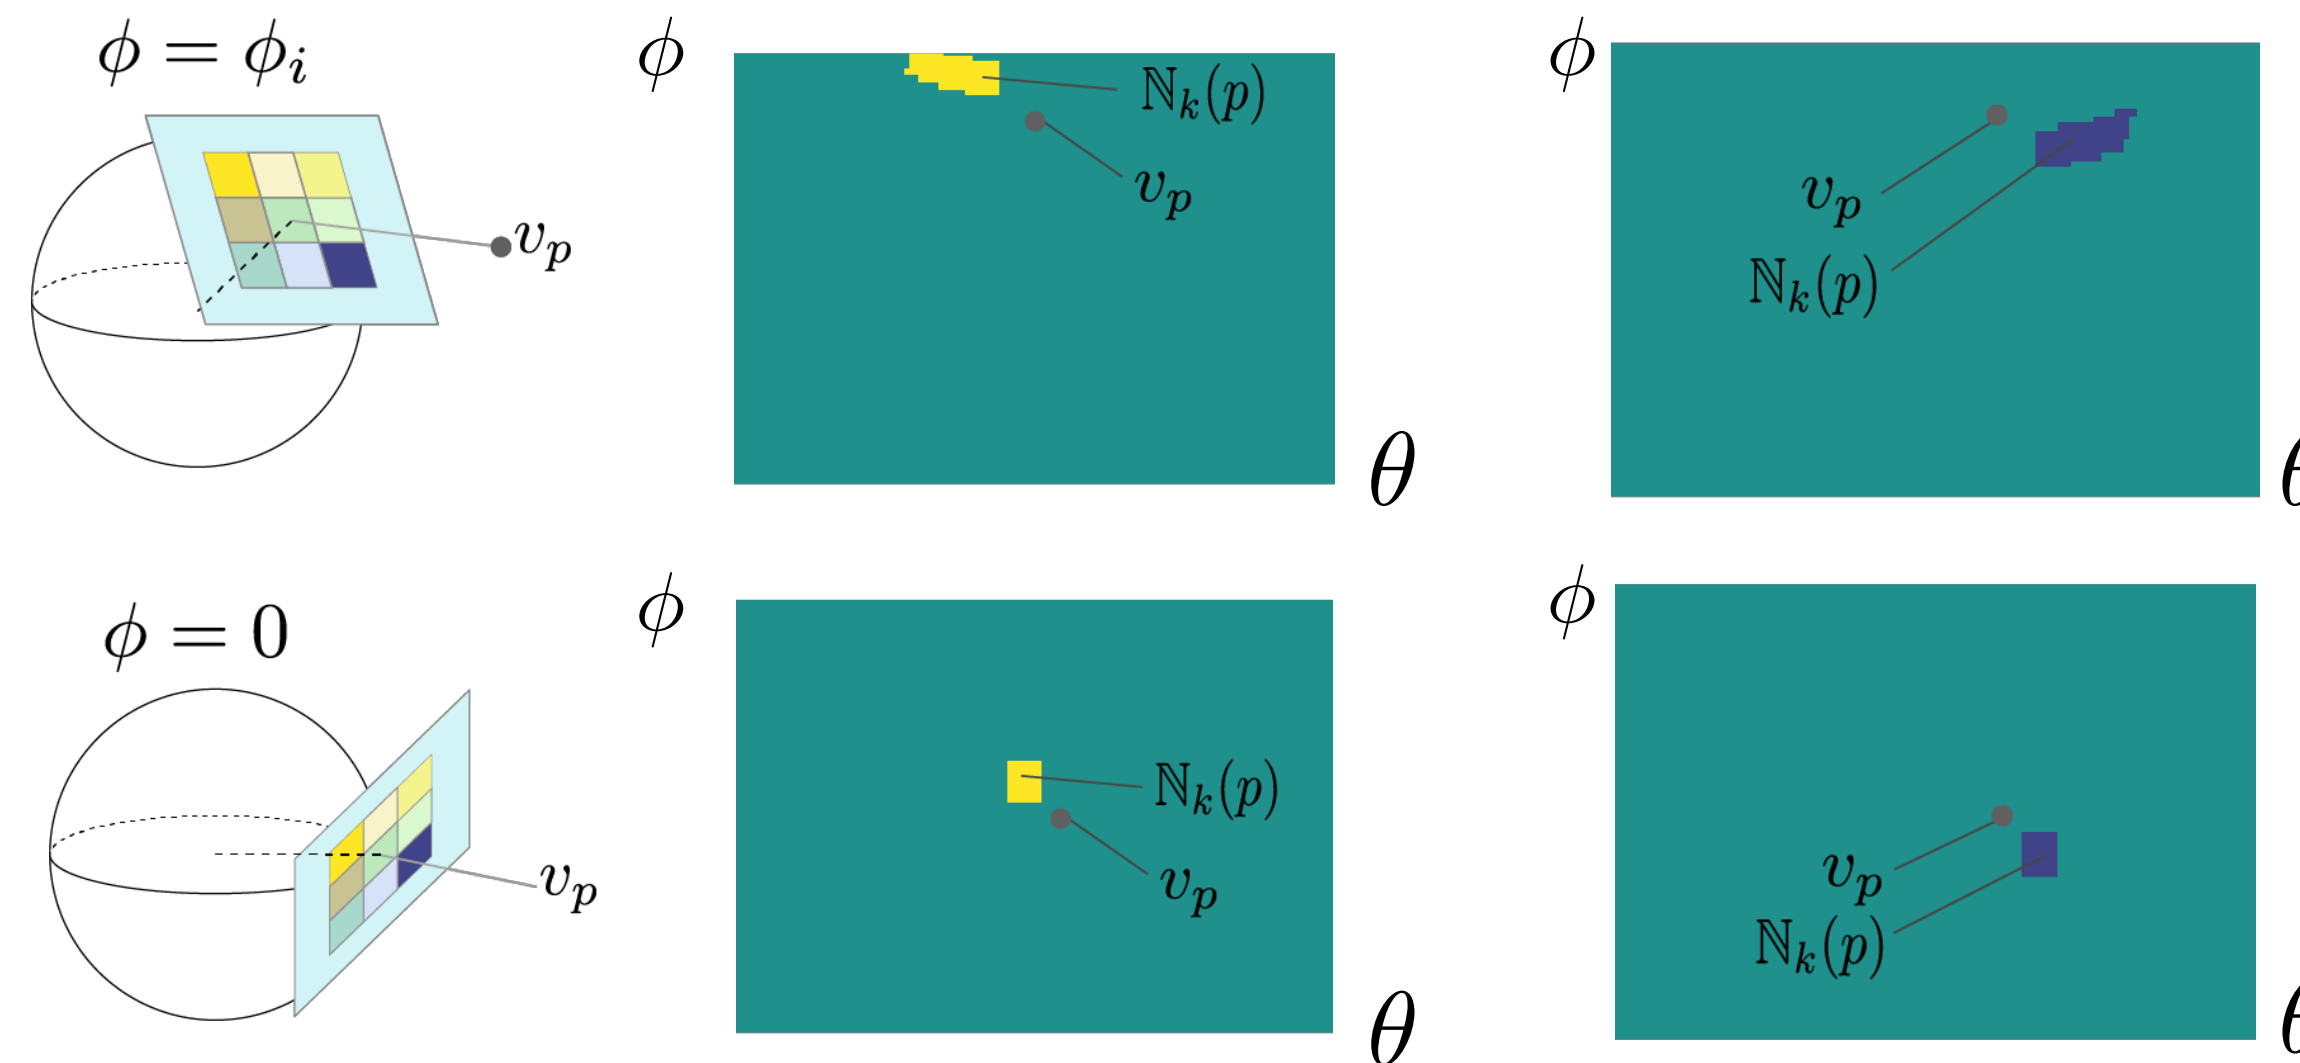 ϕ = ϕ_i
v_p
ϕ
ℕ_k(p)
v_p
θ
ϕ
v_p
ℕ_k(p)
θ
ϕ = 0
v_p
ϕ
ℕ_k(p)
v_p
θ
ϕ
v_p
ℕ_k(p)
θ